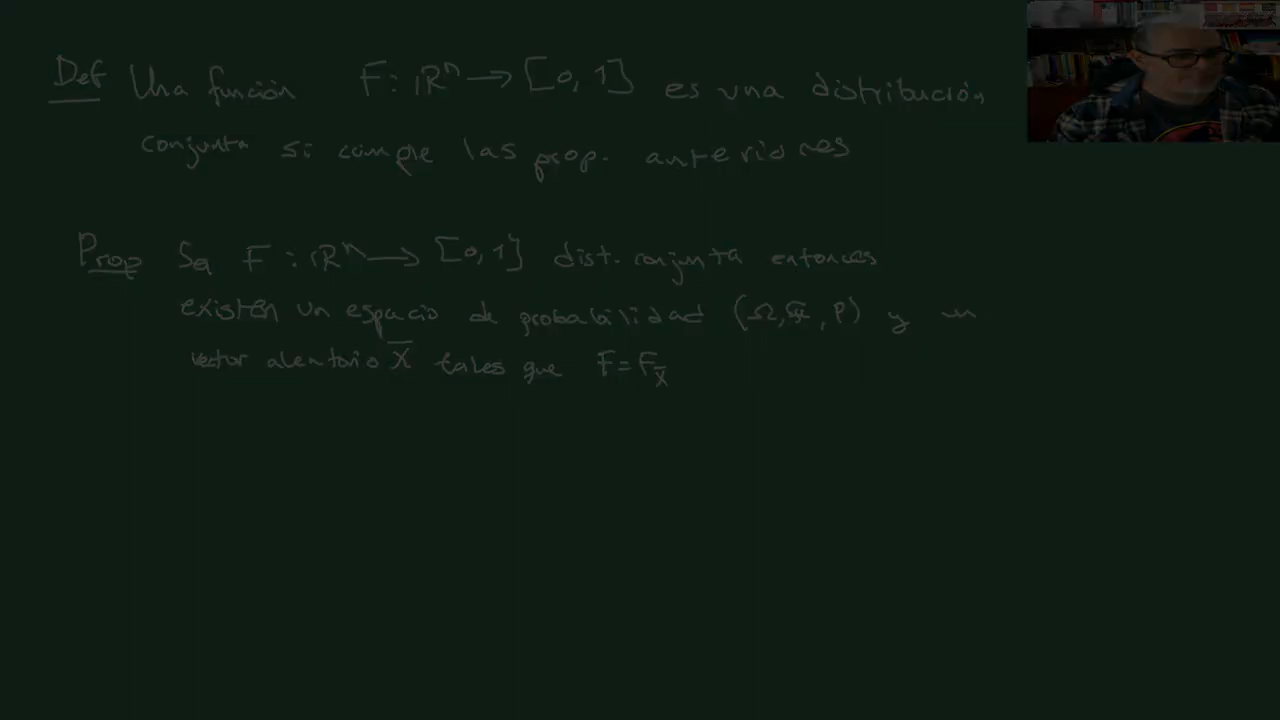 Def Una función F: ℝⁿ → [0, 1] es una distribución
conjunta si cumple las prop. anteriores
Prop Sea F : ℝⁿ → [0, 1] dist. conjunta entonces
existen un espacio de probabilidad (Ω, ℱ, P) y un
vector aleatorio X̄ tales que F = F_X̄